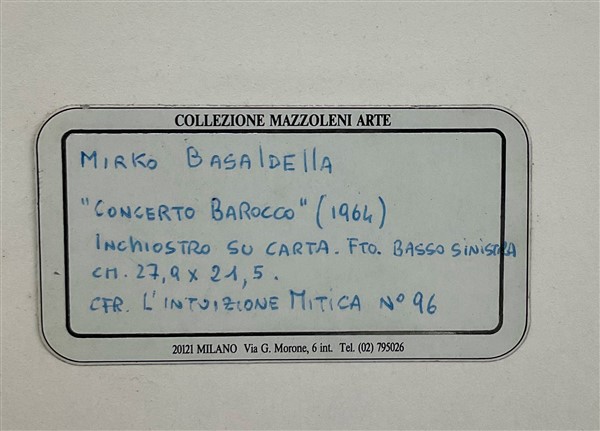 COLLEZIONE MAZZOLENI ARTE
MIRKO BASALDELLA
"CONCERTO BAROCCO" (1964)
INCHIOSTRO SU CARTA. FTO. BASSO SINISTRA
CM. 27,9 x 21,5.
CFR. L'INTUIZIONE MITICA N° 96
20121 MILANO Via G. Morone, 6 int. Tel. (02) 795026